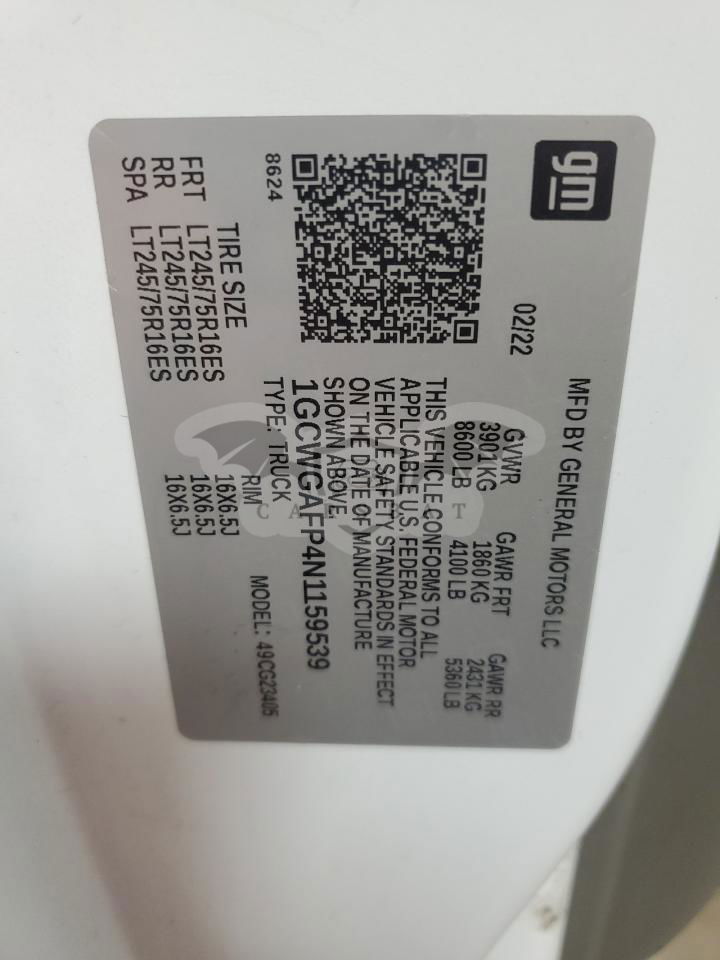 gm
MFD BY GENERAL MOTORS LLC
02/22
GVWR GAWR FRT GAWR RR
3901 KG 1860 KG 2431 KG
8600 LB 4100 LB 5360 LB
THIS VEHICLE CONFORMS TO ALL
APPLICABLE U.S. FEDERAL MOTOR
VEHICLE SAFETY STANDARDS IN EFFECT
ON THE DATE OF MANUFACTURE
SHOWN ABOVE.
1GCWGAFP4N1159539
TYPE: TRUCK
8624
MODEL: 49CG23405
TIRE SIZE RIM
FRT LT245/75R16ES 16X6.5J
RR LT245/75R16ES 16X6.5J
SPA LT245/75R16ES 16X6.5J